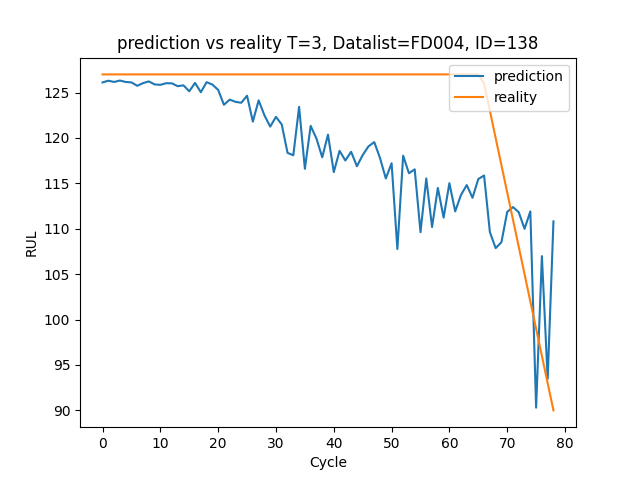 prediction vs reality T=3, Datalist=FD004, ID=138
prediction
reality
RUL
125
120
115
110
105
100
95
90
0 10 20 30 40 50 60 70 80
Cycle